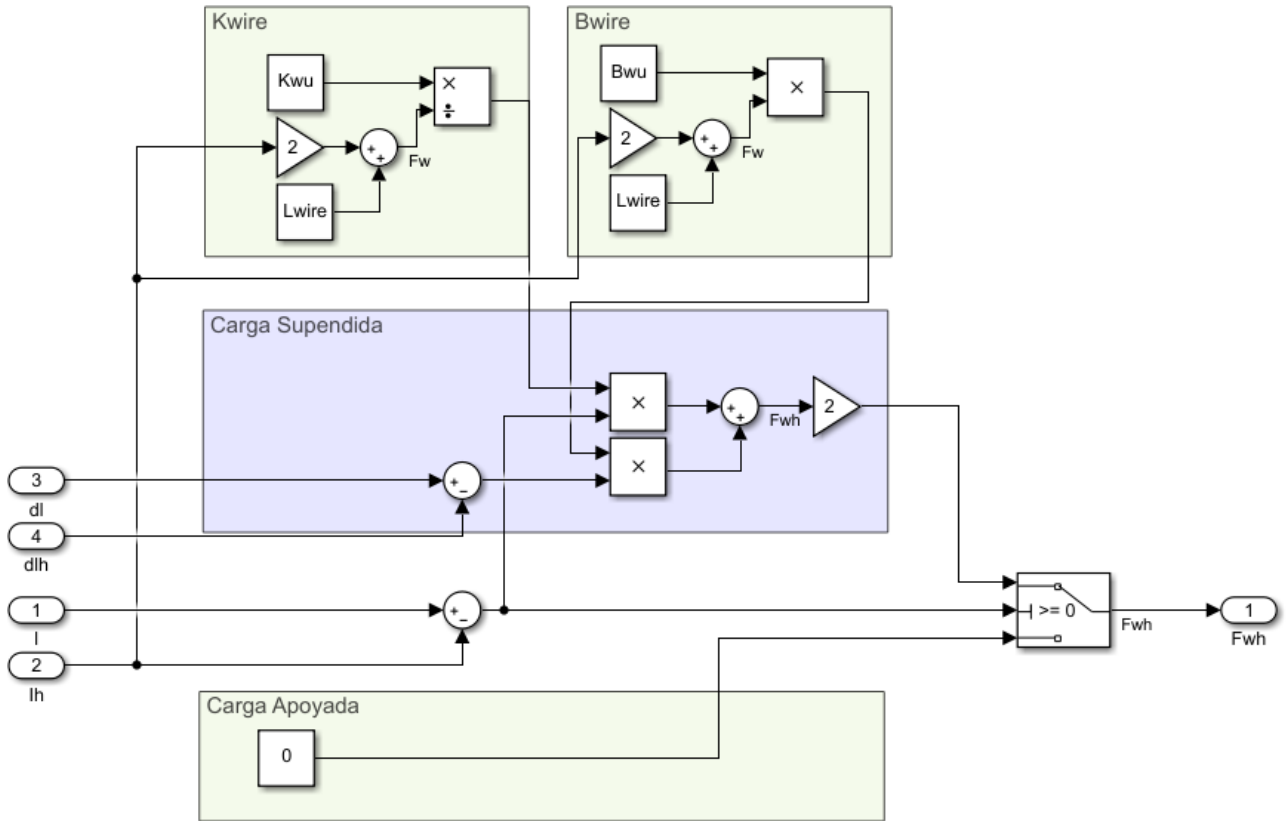 Kwire
Kwu
×
÷
2
+
+
Fw
Lwire
Bwire
Bwu
×
2
+
+
Fw
Lwire
Carga Supendida
×
×
+
+
Fwh
2
3
dl
+
-
4
dlh
1
l
+
-
2
lh
>= 0
Fwh
1
Fwh
Carga Apoyada
0